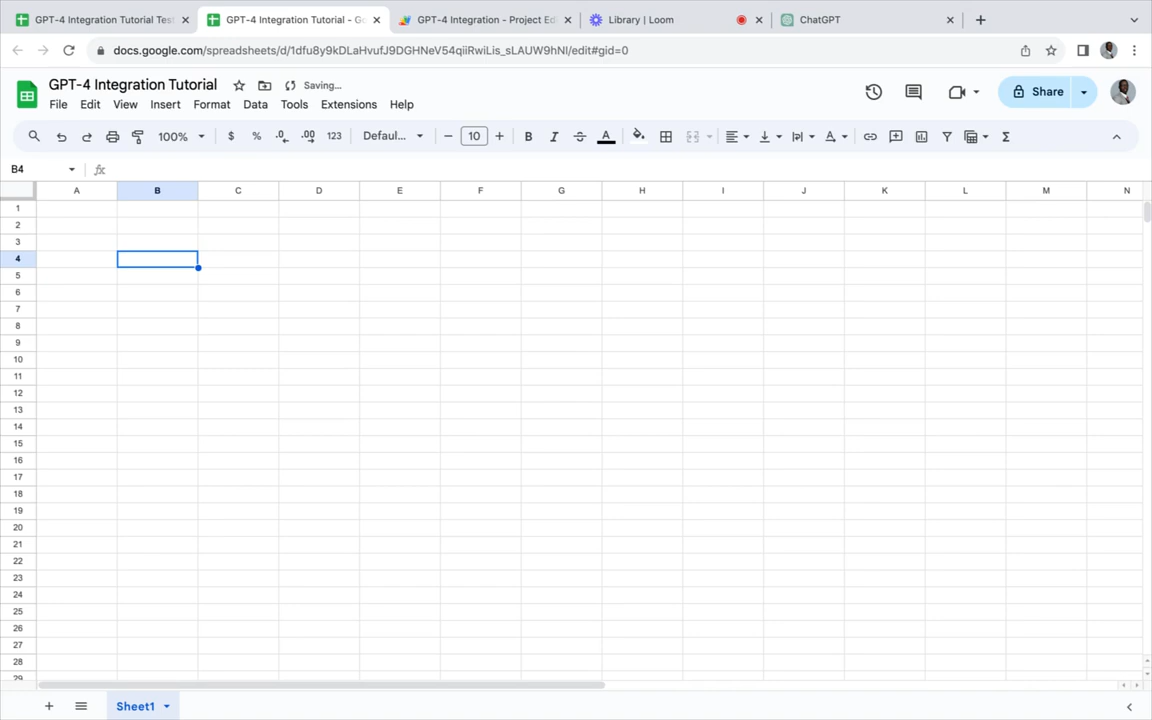 GPT-4 Integration Tutorial Tes
GPT-4 Integration Tutorial - Go
GPT-4 Integration - Project Edi
Library | Loom
ChatGPT
docs.google.com/spreadsheets/d/1dfu8y9kDLaHvufJ9DGHNeV54qiiRwiLis_sLAUW9hNI/edit#gid=0
GPT-4 Integration Tutorial
Saving...
File Edit View Insert Format Data Tools Extensions Help
Share
100% $ % .0 .00 123 Defaul... 10 B I A
B4 fx
A B C D E F G H I J K L M N
1
2
3
4
5
6
7
8
9
10
11
12
13
14
15
16
17
18
19
20
21
22
23
24
25
26
27
28
29
Sheet1